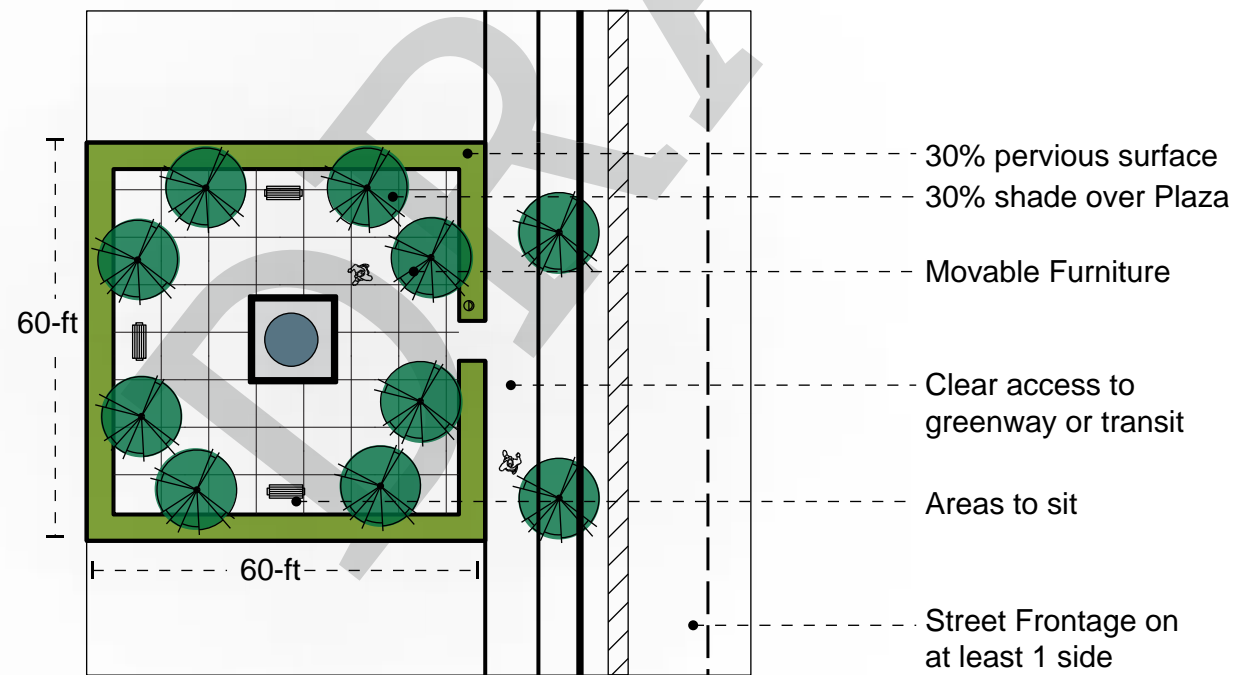 DRA
30% pervious surface
30% shade over Plaza
Movable Furniture
60-ft
Clear access to
greenway or transit
Areas to sit
60-ft
Street Frontage on
at least 1 side